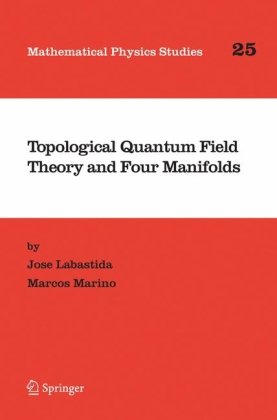 Mathematical Physics Studies 25
Topological Quantum Field
Theory and Four Manifolds
by
Jose Labastida
Marcos Marino
Springer